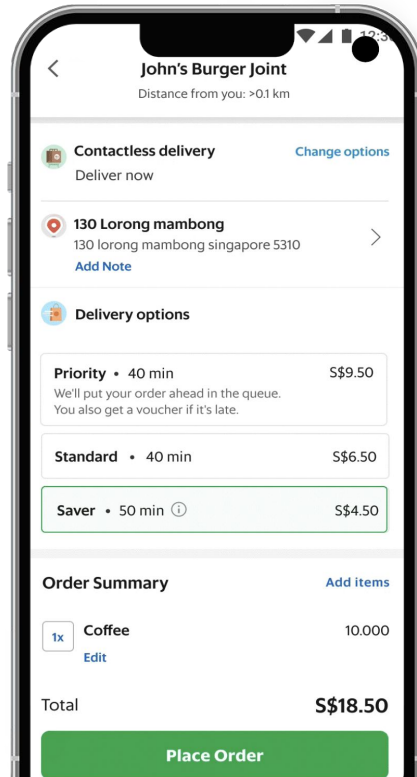 12:3
John's Burger Joint
Distance from you: >0.1 km
Contactless delivery
Change options
Deliver now
130 Lorong mambong
130 lorong mambong singapore 5310
Add Note
Delivery options
Priority • 40 min S$9.50
We'll put your order ahead in the queue.
You also get a voucher if it's late.
Standard • 40 min S$6.50
Saver • 50 min S$4.50
Order Summary Add items
1x Coffee 10.000
Edit
Total S$18.50
Place Order